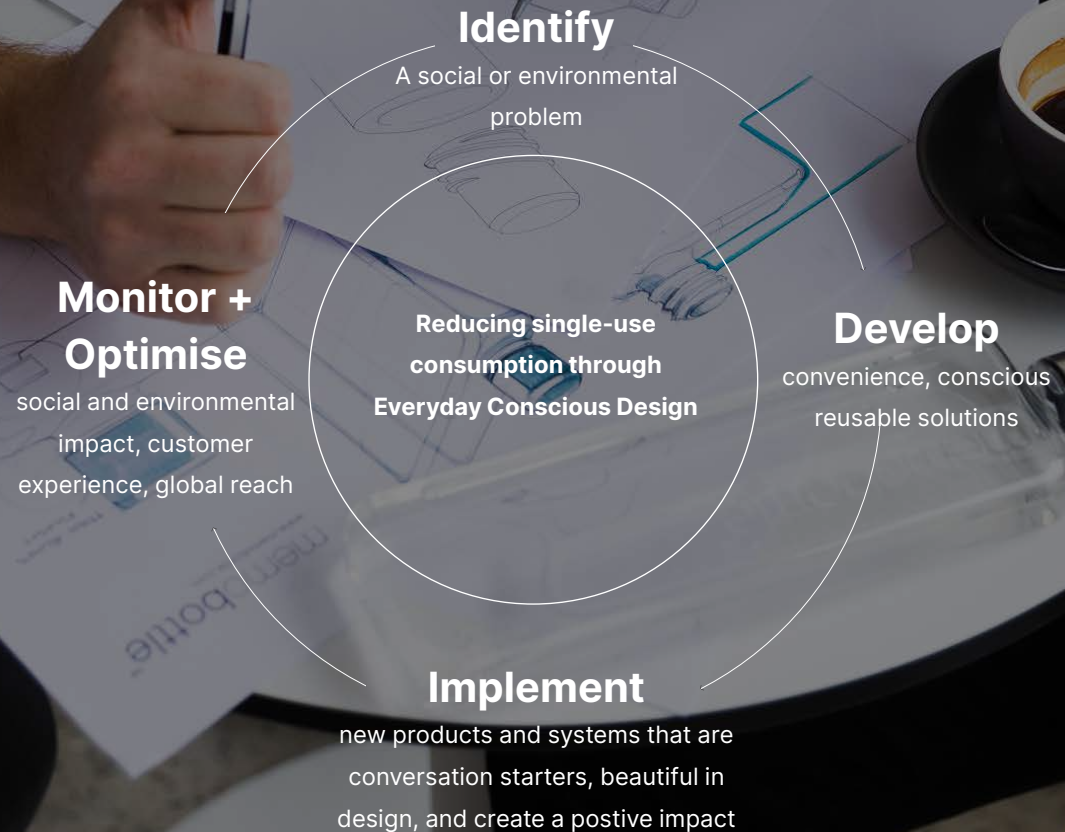 Identify
A social or environmental
problem
Monitor +
Optimise
social and environmental
impact, customer
experience, global reach
Reducing single-use
consumption through
Everyday Conscious Design
Develop
convenience, conscious
reusable solutions
Implement
new products and systems that are
conversation starters, beautiful in
design, and create a postive impact
memobottle